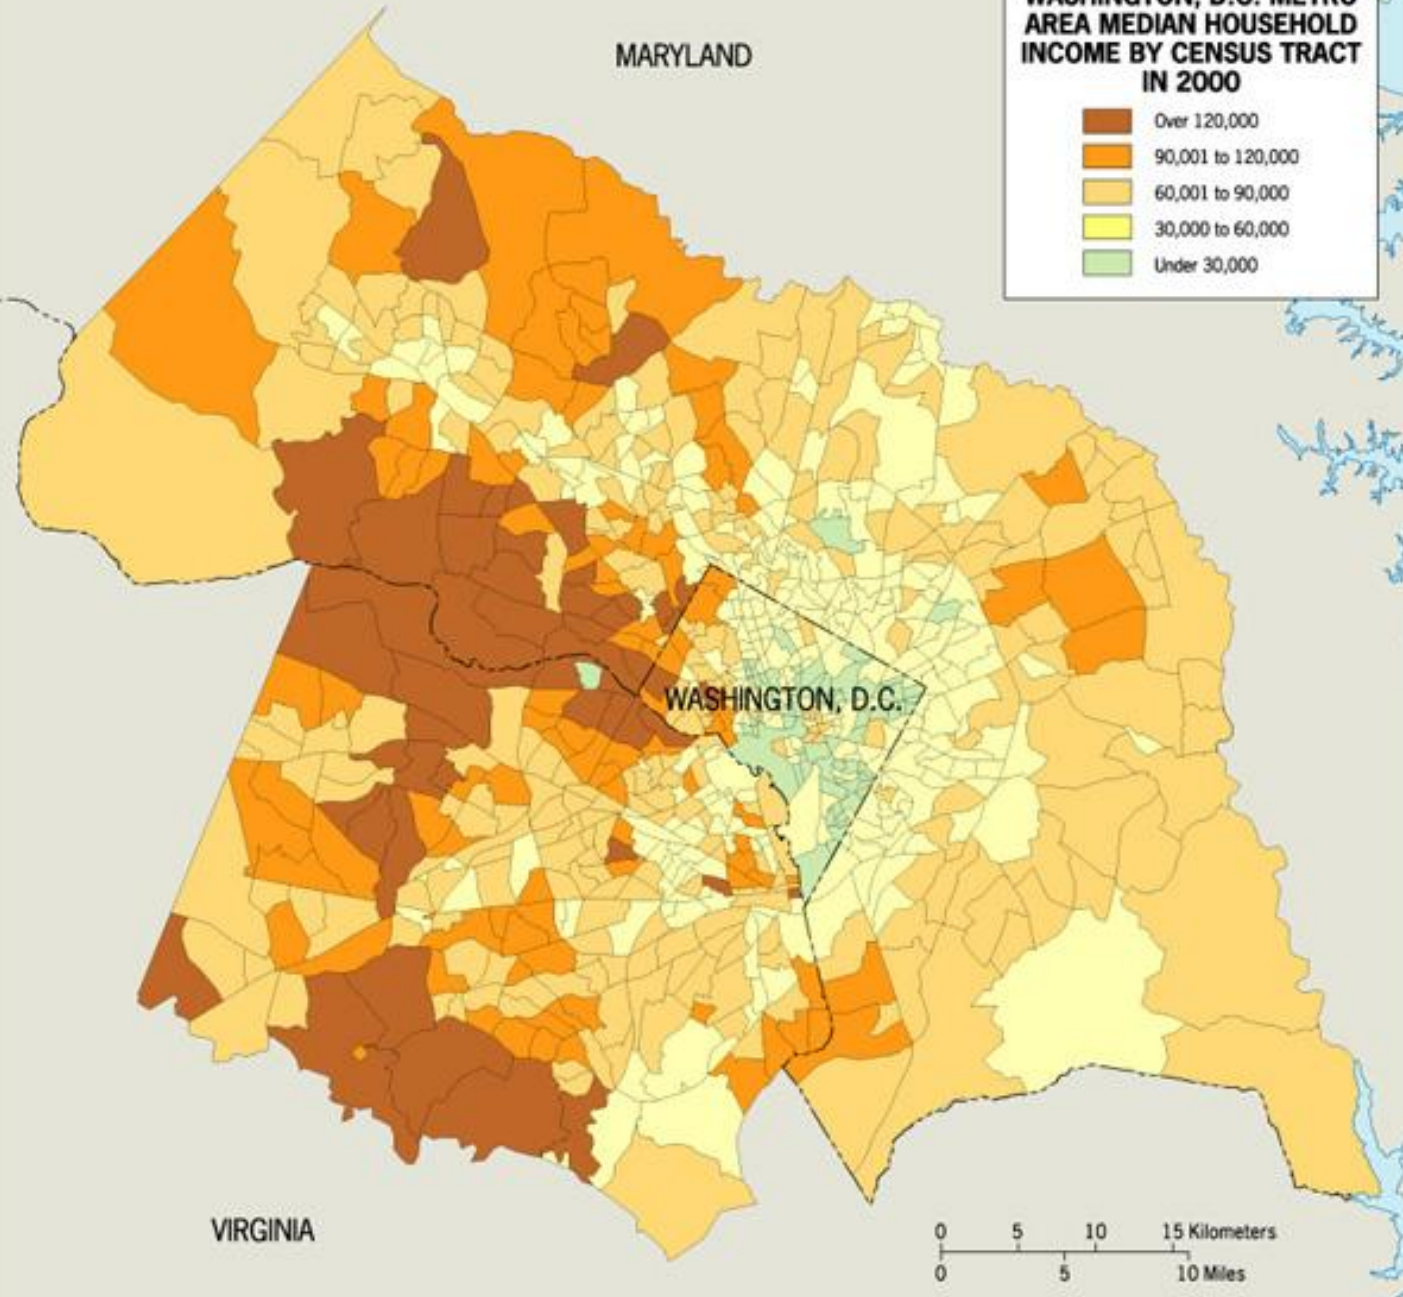 MARYLAND
WASHINGTON, D.C. METRO
AREA MEDIAN HOUSEHOLD
INCOME BY CENSUS TRACT
IN 2000
Over 120,000
90,001 to 120,000
60,001 to 90,000
30,000 to 60,000
Under 30,000
WASHINGTON, D.C.
VIRGINIA
0 5 10 15 Kilometers
0 5 10 Miles